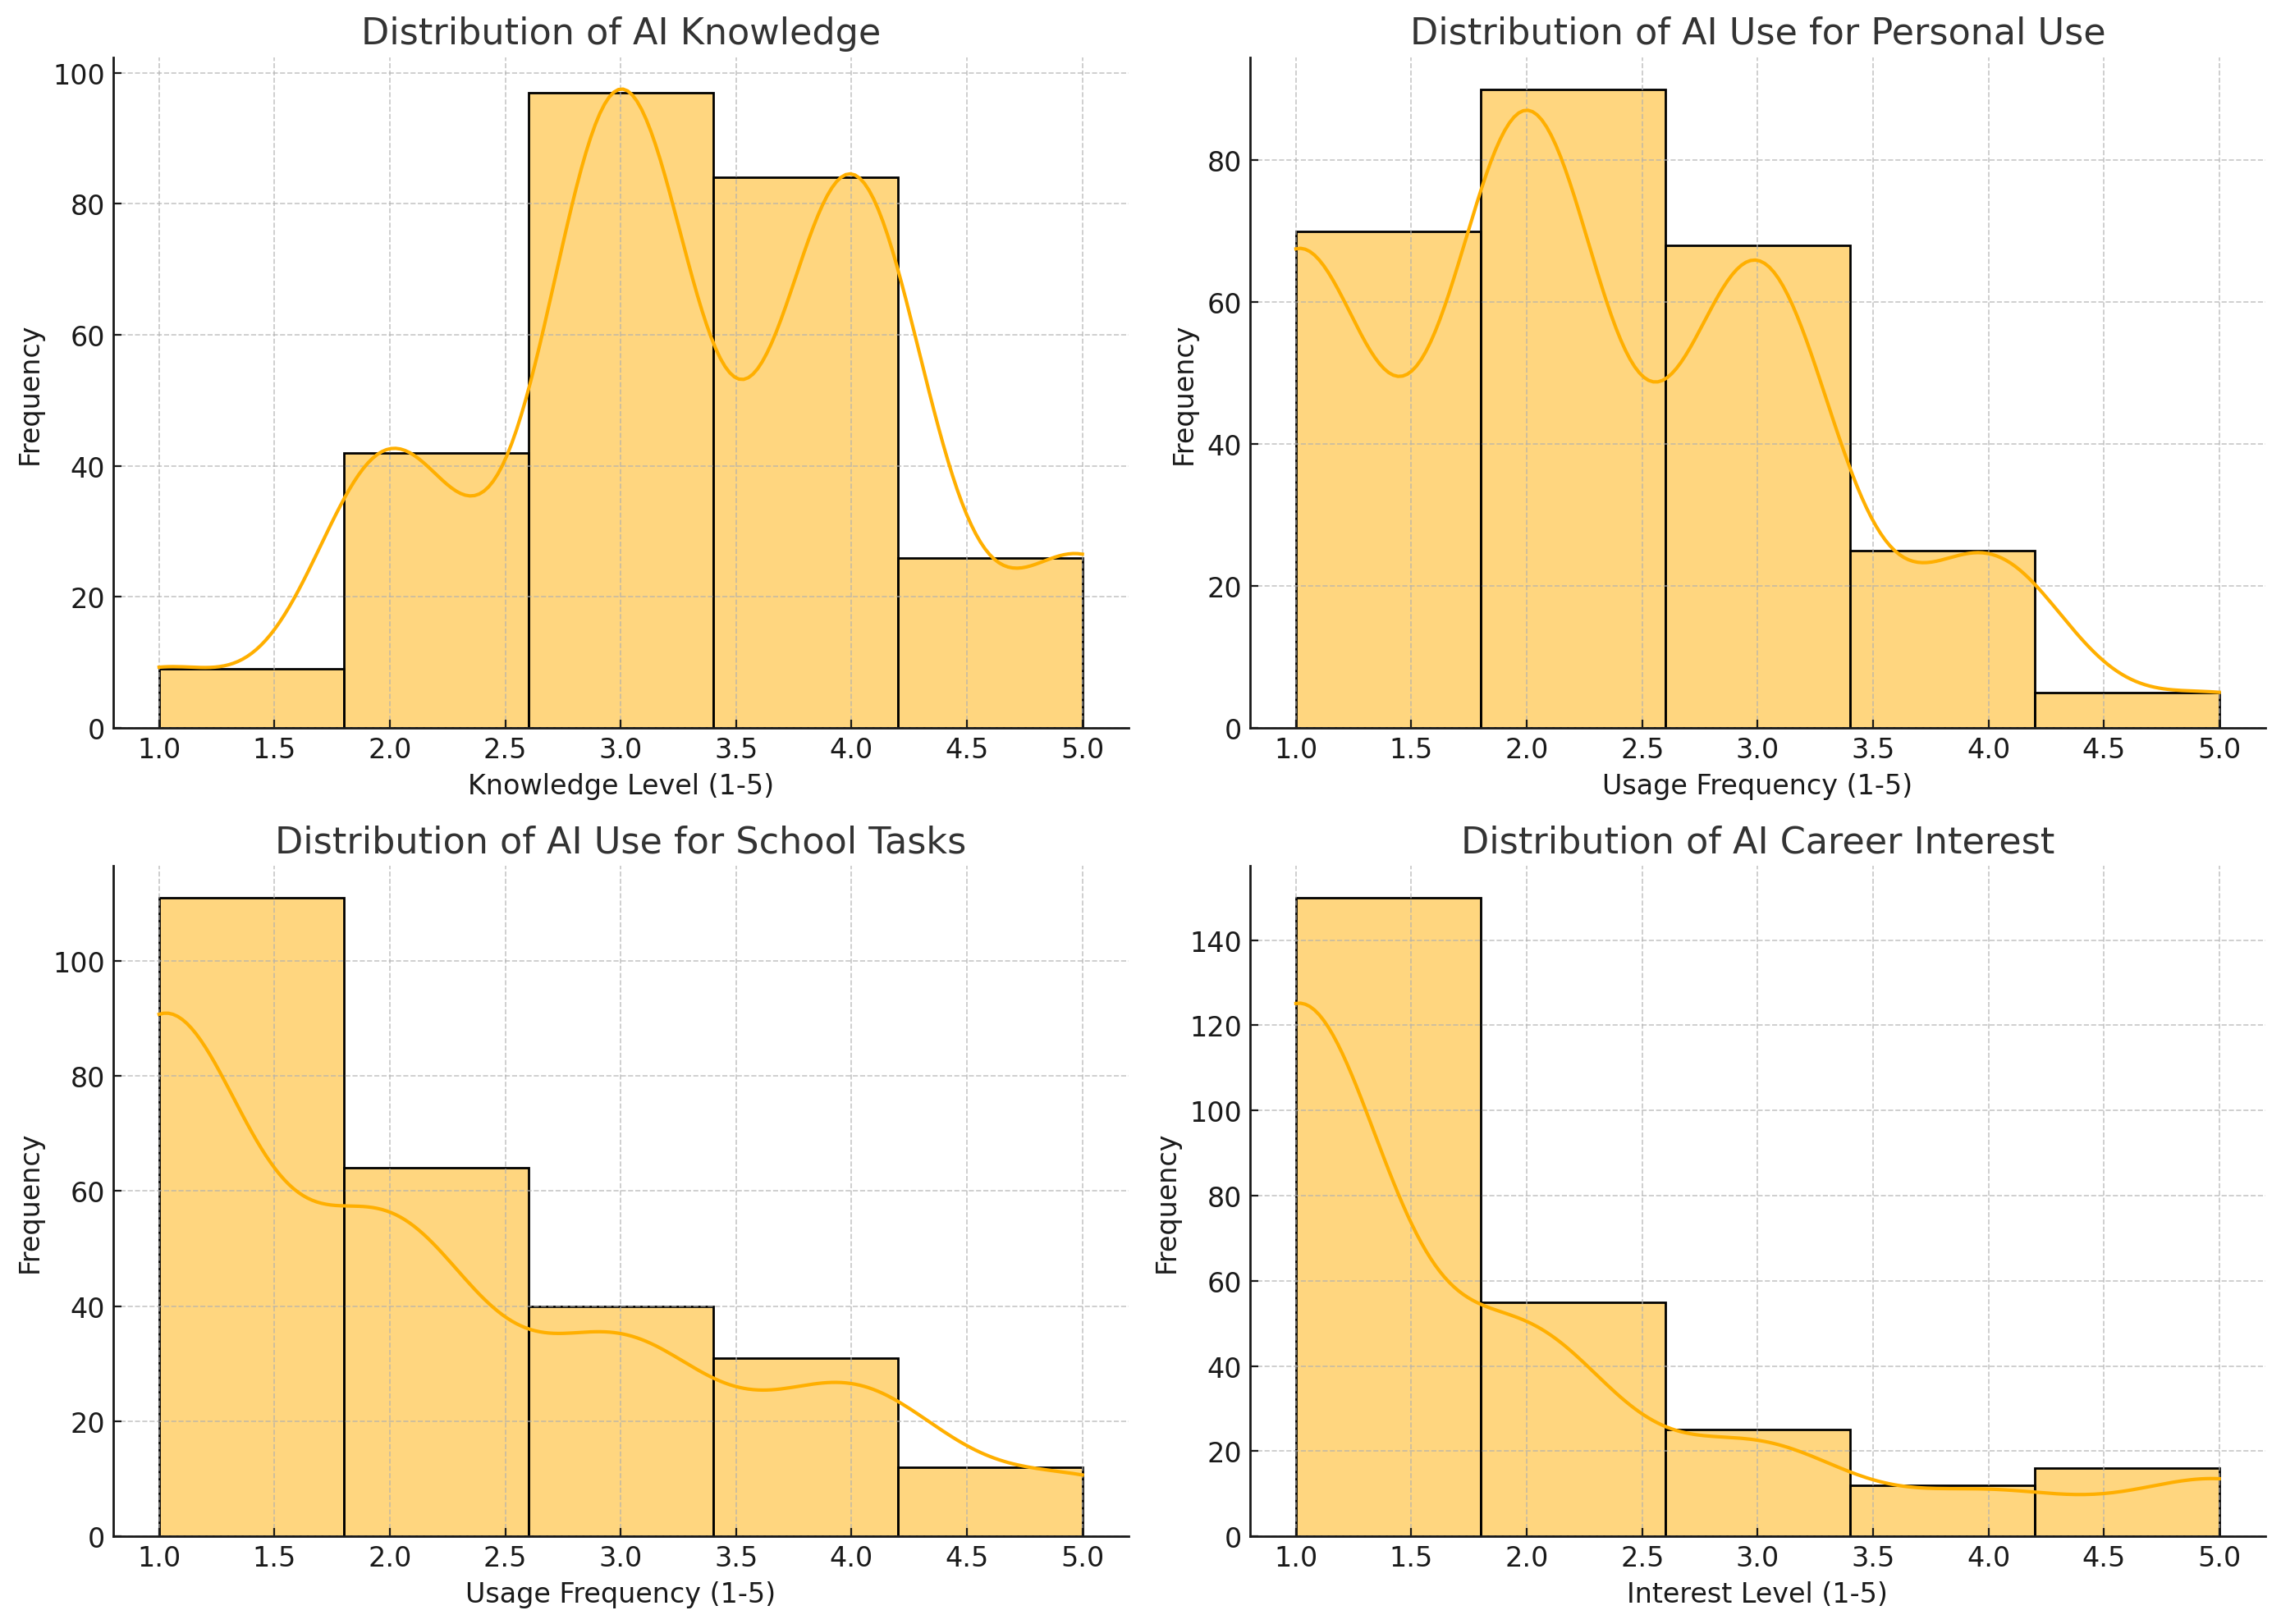 Distribution of AI Knowledge
100
80
60
40
20
0
Frequency
1.0 1.5 2.0 2.5 3.0 3.5 4.0 4.5 5.0
Knowledge Level (1-5)
Distribution of AI Use for Personal Use
80
60
40
20
0
Frequency
1.0 1.5 2.0 2.5 3.0 3.5 4.0 4.5 5.0
Usage Frequency (1-5)
Distribution of AI Use for School Tasks
100
80
60
40
20
0
Frequency
1.0 1.5 2.0 2.5 3.0 3.5 4.0 4.5 5.0
Usage Frequency (1-5)
Distribution of AI Career Interest
140
120
100
80
60
40
20
0
Frequency
1.0 1.5 2.0 2.5 3.0 3.5 4.0 4.5 5.0
Interest Level (1-5)